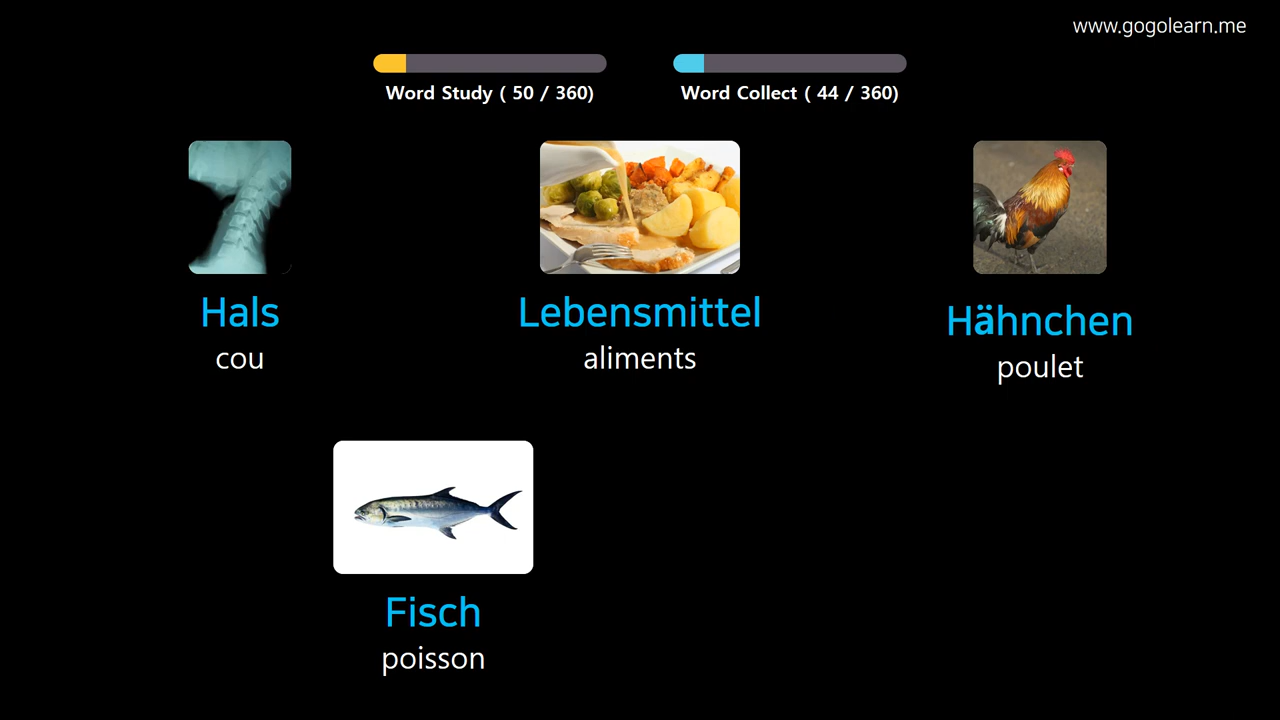 www.gogolearn.me
Word Study ( 50 / 360)
Word Collect ( 44 / 360)
Hals
cou
Lebensmittel
aliments
Hähnchen
poulet
Fisch
poisson